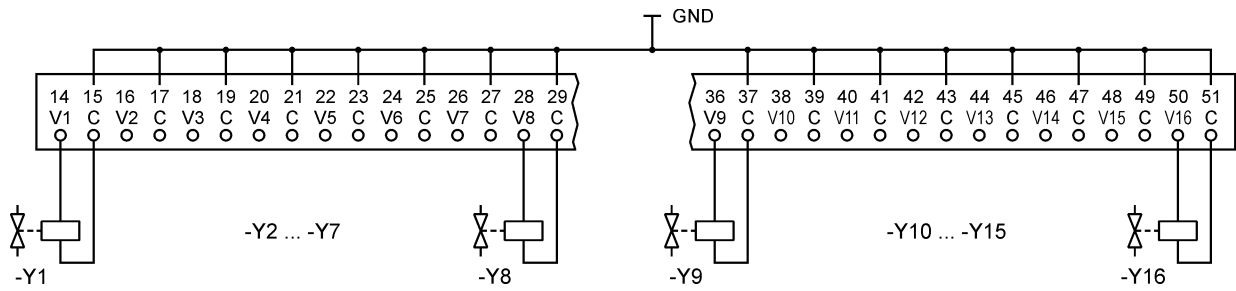 GND
14 15 16 17 18 19 20 21 22 23 24 25 26 27 28 29 36 37 38 39 40 41 42 43 44 45 46 47 48 49 50 51
V1 C V2 C V3 C V4 C V5 C V6 C V7 C V8 C V9 C V10 C V11 C V12 C V13 C V14 C V15 C V16 C
-Y2 ... -Y7 -Y10 ... -Y15
-Y1 -Y8 -Y9 -Y16